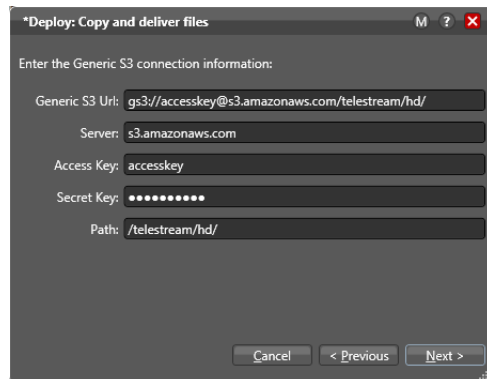 *Deploy: Copy and deliver files M ? X
Enter the Generic S3 connection information:
Generic S3 Url: gs3://accesskey@s3.amazonaws.com/telestream/hd/
Server: s3.amazonaws.com
Access Key: accesskey
Secret Key: ●●●●●●●●●●
Path: /telestream/hd/
Cancel < Previous Next >